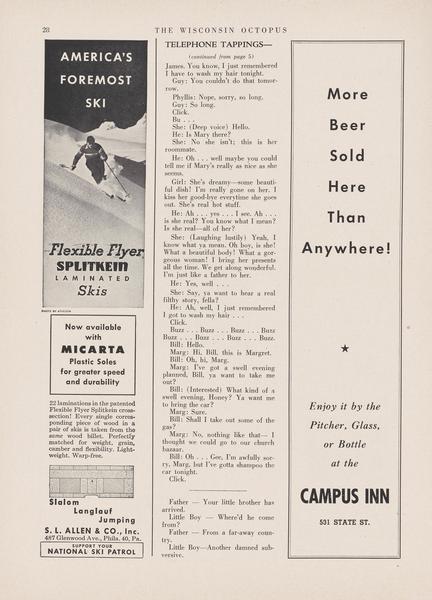 28
THE WISCONSIN OCTOPUS
AMERICA'S
FOREMOST
SKI
Flexible Flyer
SPLITKEIN
LAMINATED
Skis
Now available
with
MICARTA
Plastic Soles
for greater speed
and durability
22 laminations in the patented
Flexible Flyer Splitkein cross-
section! Every single corres-
ponding piece of wood in a
pair of skis is taken from the
same wood billet. Perfectly
matched for weight, grain,
camber and flexibility. Light-
weight. Warp-free.
Slalom
Langlauf
Jumping
S. L. ALLEN & CO., Inc.
487 Glenwood Ave., Phila. 40, Pa.
SUPPORT YOUR
NATIONAL SKI PATROL
TELEPHONE TAPPINGS—
(continued from page 5)
James. You know, I just remembered
I have to wash my hair tonight.
Guy: You couldn't do that tomor-
row.
Phyllis: Nope, sorry, so long.
Guy: So long.
Click.
Bu . . .
She: (Deep voice) Hello.
He: Is Mary there?
She: No she isn't; this is her
roommate.
He: Oh . . . well maybe you could
tell me if Mary's really as nice as she
seems.
Girl: She's dreamy—some beauti-
ful dish! I'm really gone on her. I
kiss her good-bye everytime she goes
out. She's real hot stuff.
He: Ah . . . yes . . . I see. Ah . . .
is she real? You know what I mean?
Is she real—all of her?
She: (Laughing lustily) Yeah, I
know what ya mean. Oh boy, is she!
What a beautiful body! What a gor-
geous woman! I bring her presents
all the time. We get along wonderful.
I'm just like a father to her.
He: Yes, well . . .
She: Say, ya want to hear a real
filthy story, fella?
He: Ah, well, I just remembered
I got to wash my hair . . .
Click.
Buzz . . . Buzz . . . Buzz . . . Buzz
Buzz . . . Buzz . . . Buzz . . . Buzz.
Bill: Hello.
Marg: Hi, Bill, this is Margret.
Bill: Oh, hi, Marg.
Marg: I've got a swell evening
planned, Bill, ya want to take me
out?
Bill: (Interested) What kind of a
swell evening, Honey? Ya want me
to bring the car?
Marg: Sure.
Bill: Shall I take out some of the
gas?
Marg: No, nothing like that—I
thought we could go to our church
bazaar.
Bill: Oh . . . Gee, I'm awfully sor-
ry, Marg, but I've gotta shampoo the
car tonight.
Click.
Father — Your little brother has
arrived.
Little Boy — Where'd he come
from?
Father — From a far-away coun-
try.
Little Boy—Another damned sub-
versive.
More
Beer
Sold
Here
Than
Anywhere!
Enjoy it by the
Pitcher, Glass,
or Bottle
at the
CAMPUS INN
531 STATE ST.